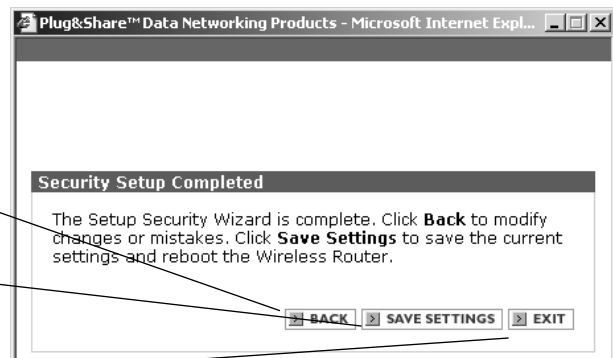 Plug&Share™ Data Networking Products - Microsoft Internet Expl...
Security Setup Completed
The Setup Security Wizard is complete. Click Back to modify
changes or mistakes. Click Save Settings to save the current
settings and reboot the Wireless Router.
BACK SAVE SETTINGS EXIT